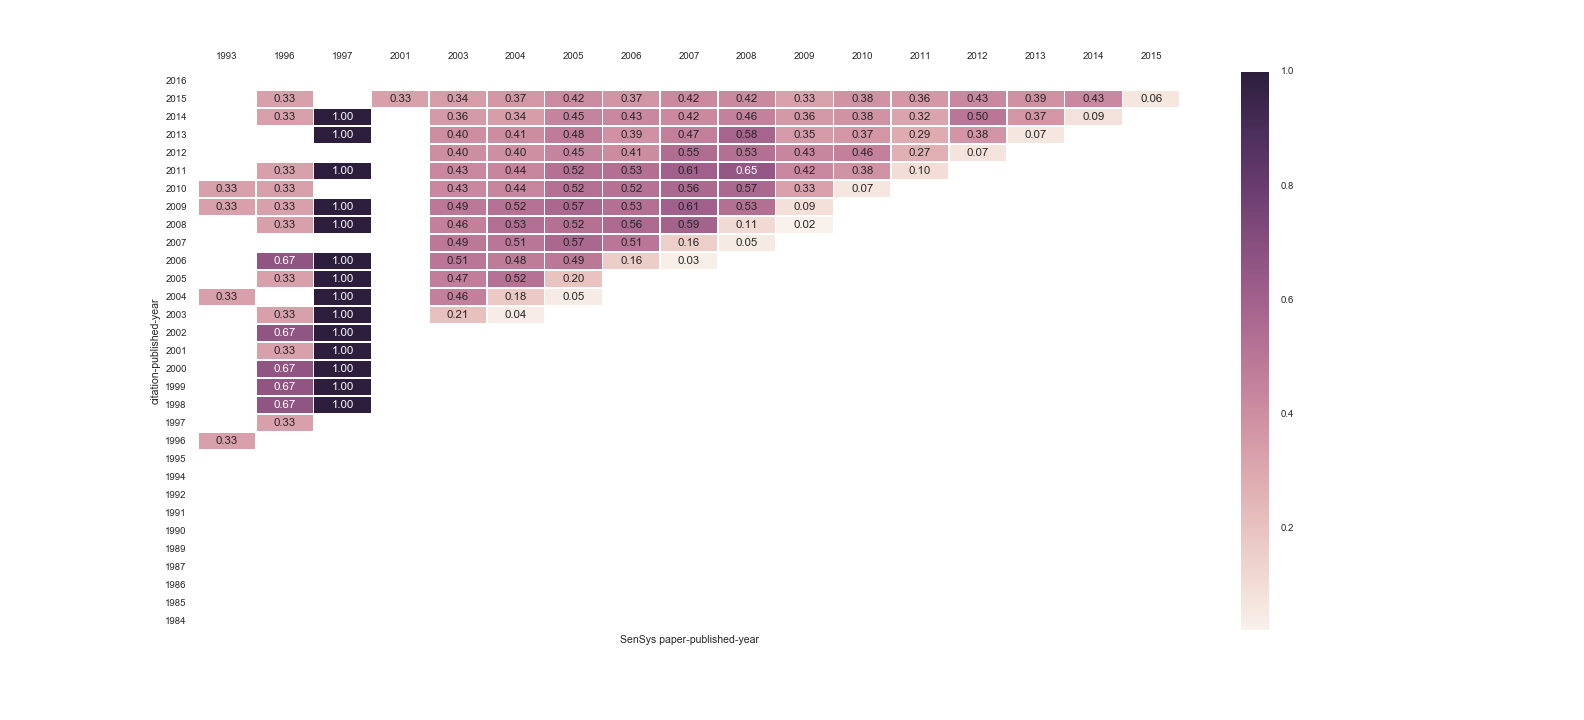 1993 1996 1997 2001 2003 2004 2005 2006 2007 2008 2009 2010 2011 2012 2013 2014 2015
2016
2015 0.33 0.33 0.34 0.37 0.42 0.37 0.42 0.42 0.33 0.38 0.36 0.43 0.39 0.43 0.06
2014 0.33 1.00 0.36 0.34 0.45 0.43 0.42 0.46 0.36 0.38 0.32 0.50 0.37 0.09
2013 1.00 0.40 0.41 0.48 0.39 0.47 0.58 0.35 0.37 0.29 0.38 0.07
2012 0.40 0.40 0.45 0.41 0.55 0.53 0.43 0.46 0.27 0.07
2011 0.33 1.00 0.43 0.44 0.52 0.53 0.61 0.65 0.42 0.38 0.10
2010 0.33 0.33 0.43 0.44 0.52 0.52 0.56 0.57 0.33 0.07
2009 0.33 0.33 1.00 0.49 0.52 0.57 0.53 0.61 0.53 0.09
2008 0.33 1.00 0.46 0.53 0.52 0.56 0.59 0.11 0.02
2007 0.49 0.51 0.57 0.51 0.16 0.05
2006 0.67 1.00 0.51 0.48 0.49 0.16 0.03
2005 0.33 1.00 0.47 0.52 0.20
2004 0.33 1.00 0.46 0.18 0.05
2003 0.33 1.00 0.21 0.04
2002 0.67 1.00
2001 0.33 1.00
2000 0.67 1.00
1999 0.67 1.00
1998 0.67 1.00
1997 0.33
1996 0.33
1995
1994
1992
1991
1990
1989
1987
1986
1985
1984
citation-published-year
SenSys paper-published-year
1.0
0.8
0.6
0.4
0.2